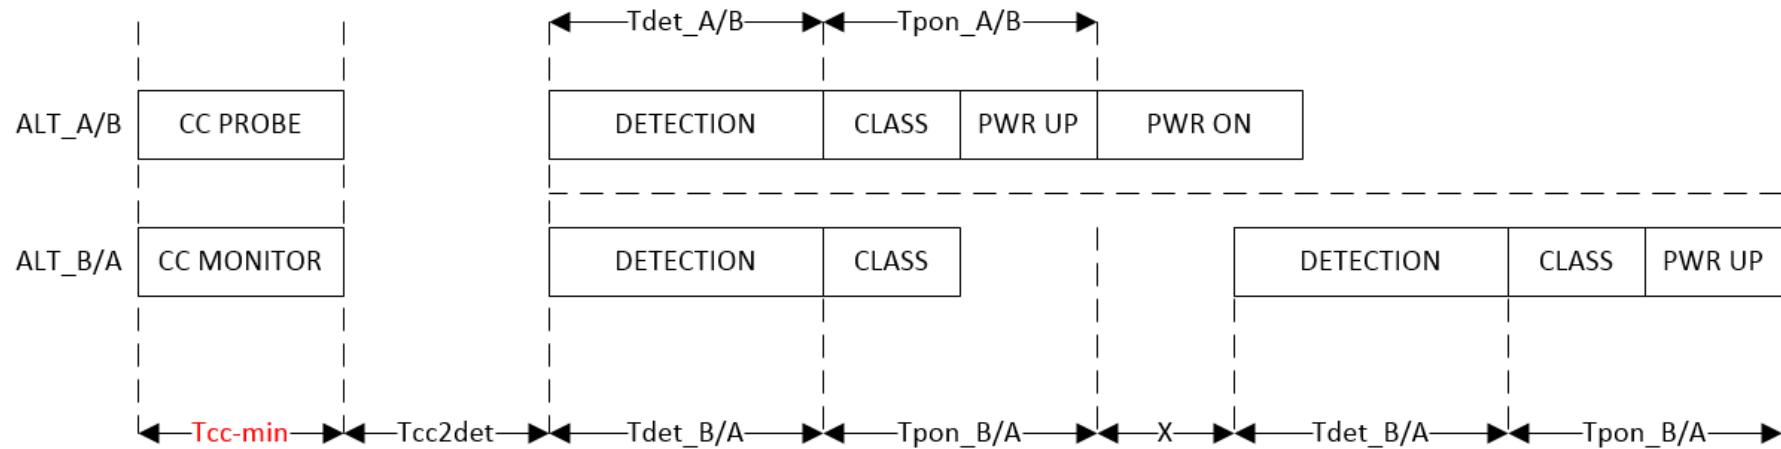 Tdet_A/B Tpon_A/B
ALT_A/B CC PROBE DETECTION CLASS PWR UP PWR ON
ALT_B/A CC MONITOR DETECTION CLASS DETECTION CLASS PWR UP
Tcc-min Tcc2det Tdet_B/A Tpon_B/A X Tdet_B/A Tpon_B/A